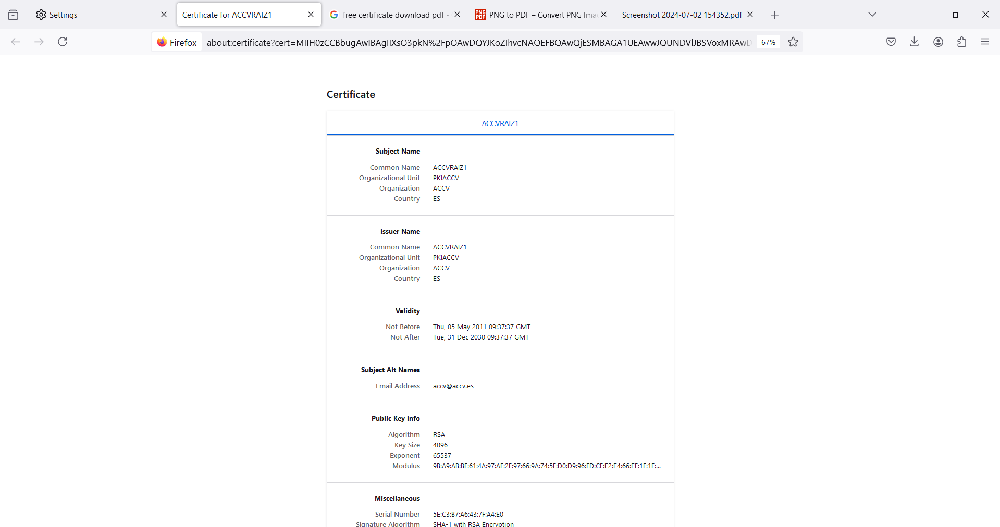 Settings
Certificate for ACCVRAIZ1
free certificate download pdf -
PNG to PDF – Convert PNG Ima
Screenshot 2024-07-02 154352.pdf
Firefox
about:certificate?cert=MIIH0zCCBbugAwIBAgIIXsO3pkN%2FpOAwDQYJKoZIhvcNAQEFBQAwQjESMBAGA1UEAwwJQUNDVlJBSVoxMRAwD
67%
Certificate
ACCVRAIZ1
Subject Name
Common Name ACCVRAIZ1
Organizational Unit PKIACCV
Organization ACCV
Country ES
Issuer Name
Common Name ACCVRAIZ1
Organizational Unit PKIACCV
Organization ACCV
Country ES
Validity
Not Before Thu, 05 May 2011 09:37:37 GMT
Not After Tue, 31 Dec 2030 09:37:37 GMT
Subject Alt Names
Email Address accv@accv.es
Public Key Info
Algorithm RSA
Key Size 4096
Exponent 65537
Modulus 9B:A9:AB:BF:61:4A:97:AF:2F:97:66:9A:74:5F:D0:D9:96:FD:CF:E2:E4:66:EF:1F:1F:...
Miscellaneous
Serial Number 5E:C3:B7:A6:43:7F:A4:E0
Signature Algorithm SHA-1 with RSA Encryption